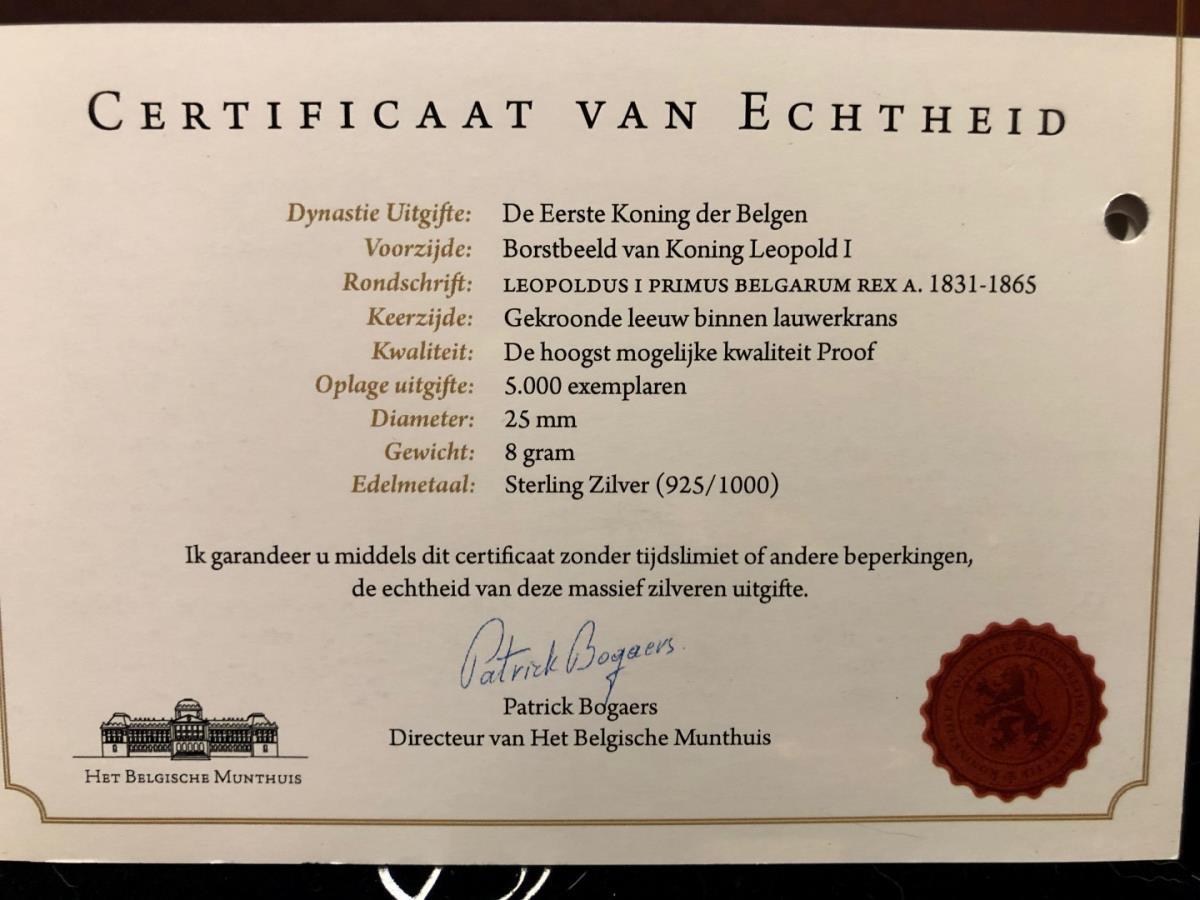 CERTIFICAAT VAN ECHTHEID
Dynastie Uitgifte: De Eerste Koning der Belgen
Voorzijde: Borstbeeld van Koning Leopold I
Rondschrift: LEOPOLDUS I PRIMUS BELGARUM REX A. 1831-1865
Keerzijde: Gekroonde leeuw binnen lauwerkrans
Kwaliteit: De hoogst mogelijke kwaliteit Proof
Oplage uitgifte: 5.000 exemplaren
Diameter: 25 mm
Gewicht: 8 gram
Edelmetaal: Sterling Zilver (925/1000)
Ik garandeer u middels dit certificaat zonder tijdslimiet of andere beperkingen,
de echtheid van deze massief zilveren uitgifte.
Patrick Bogaers
Patrick Bogaers
Directeur van Het Belgische Munthuis
HET BELGISCHE MUNTHUIS